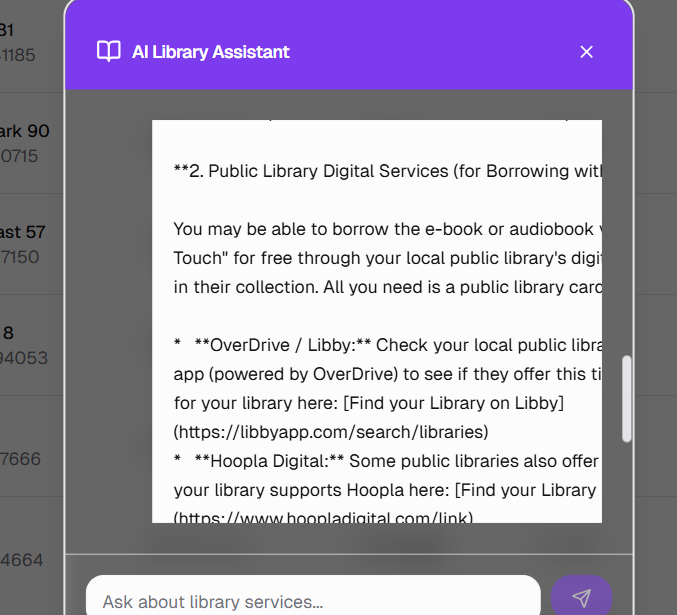 AI Library Assistant
81
41185
ark 90
0715
ast 57
7150
8
94053
7666
4664
**2. Public Library Digital Services (for Borrowing with
You may be able to borrow the e-book or audiobook
Touch" for free through your local public library's digi
in their collection. All you need is a public library card
*   **OverDrive / Libby:** Check your local public libra
app (powered by OverDrive) to see if they offer this ti
for your library here: [Find your Library on Libby]
(https://libbyapp.com/search/libraries)
*   **Hoopla Digital:** Some public libraries also offer
your library supports Hoopla here: [Find your Library
(https://www.hoopladigital.com/link)
Ask about library services...